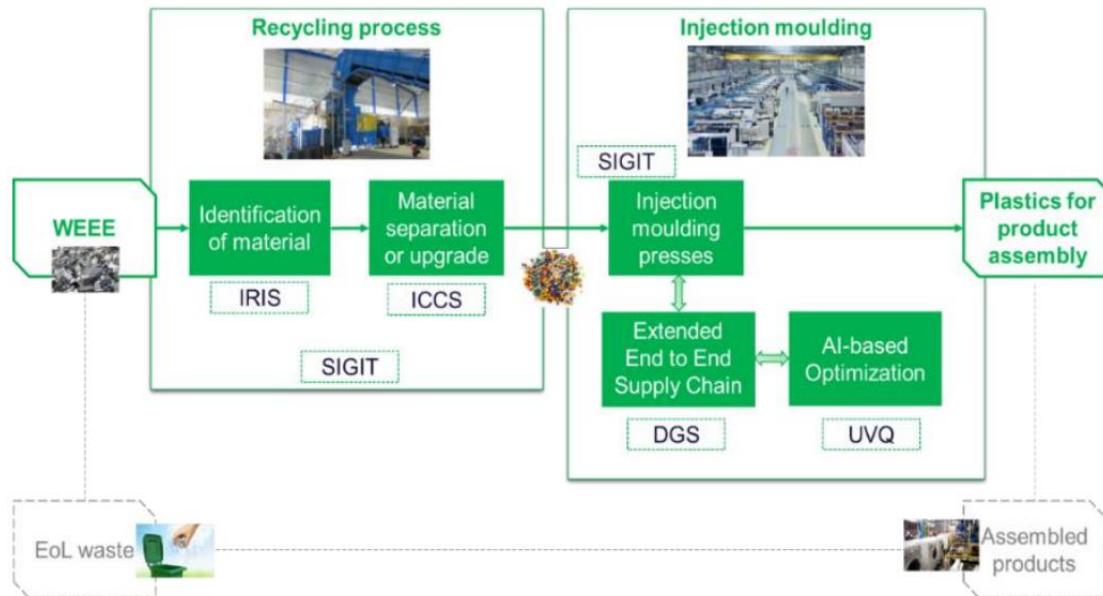 Recycling process
Injection moulding
SIGIT
WEEE
Identification
of material
Material
separation
or upgrade
Injection
moulding
presses
Plastics for
product
assembly
IRIS
ICCS
Extended
End to End
Supply Chain
AI-based
Optimization
SIGIT
DGS
UVQ
EoL waste
Assembled
products